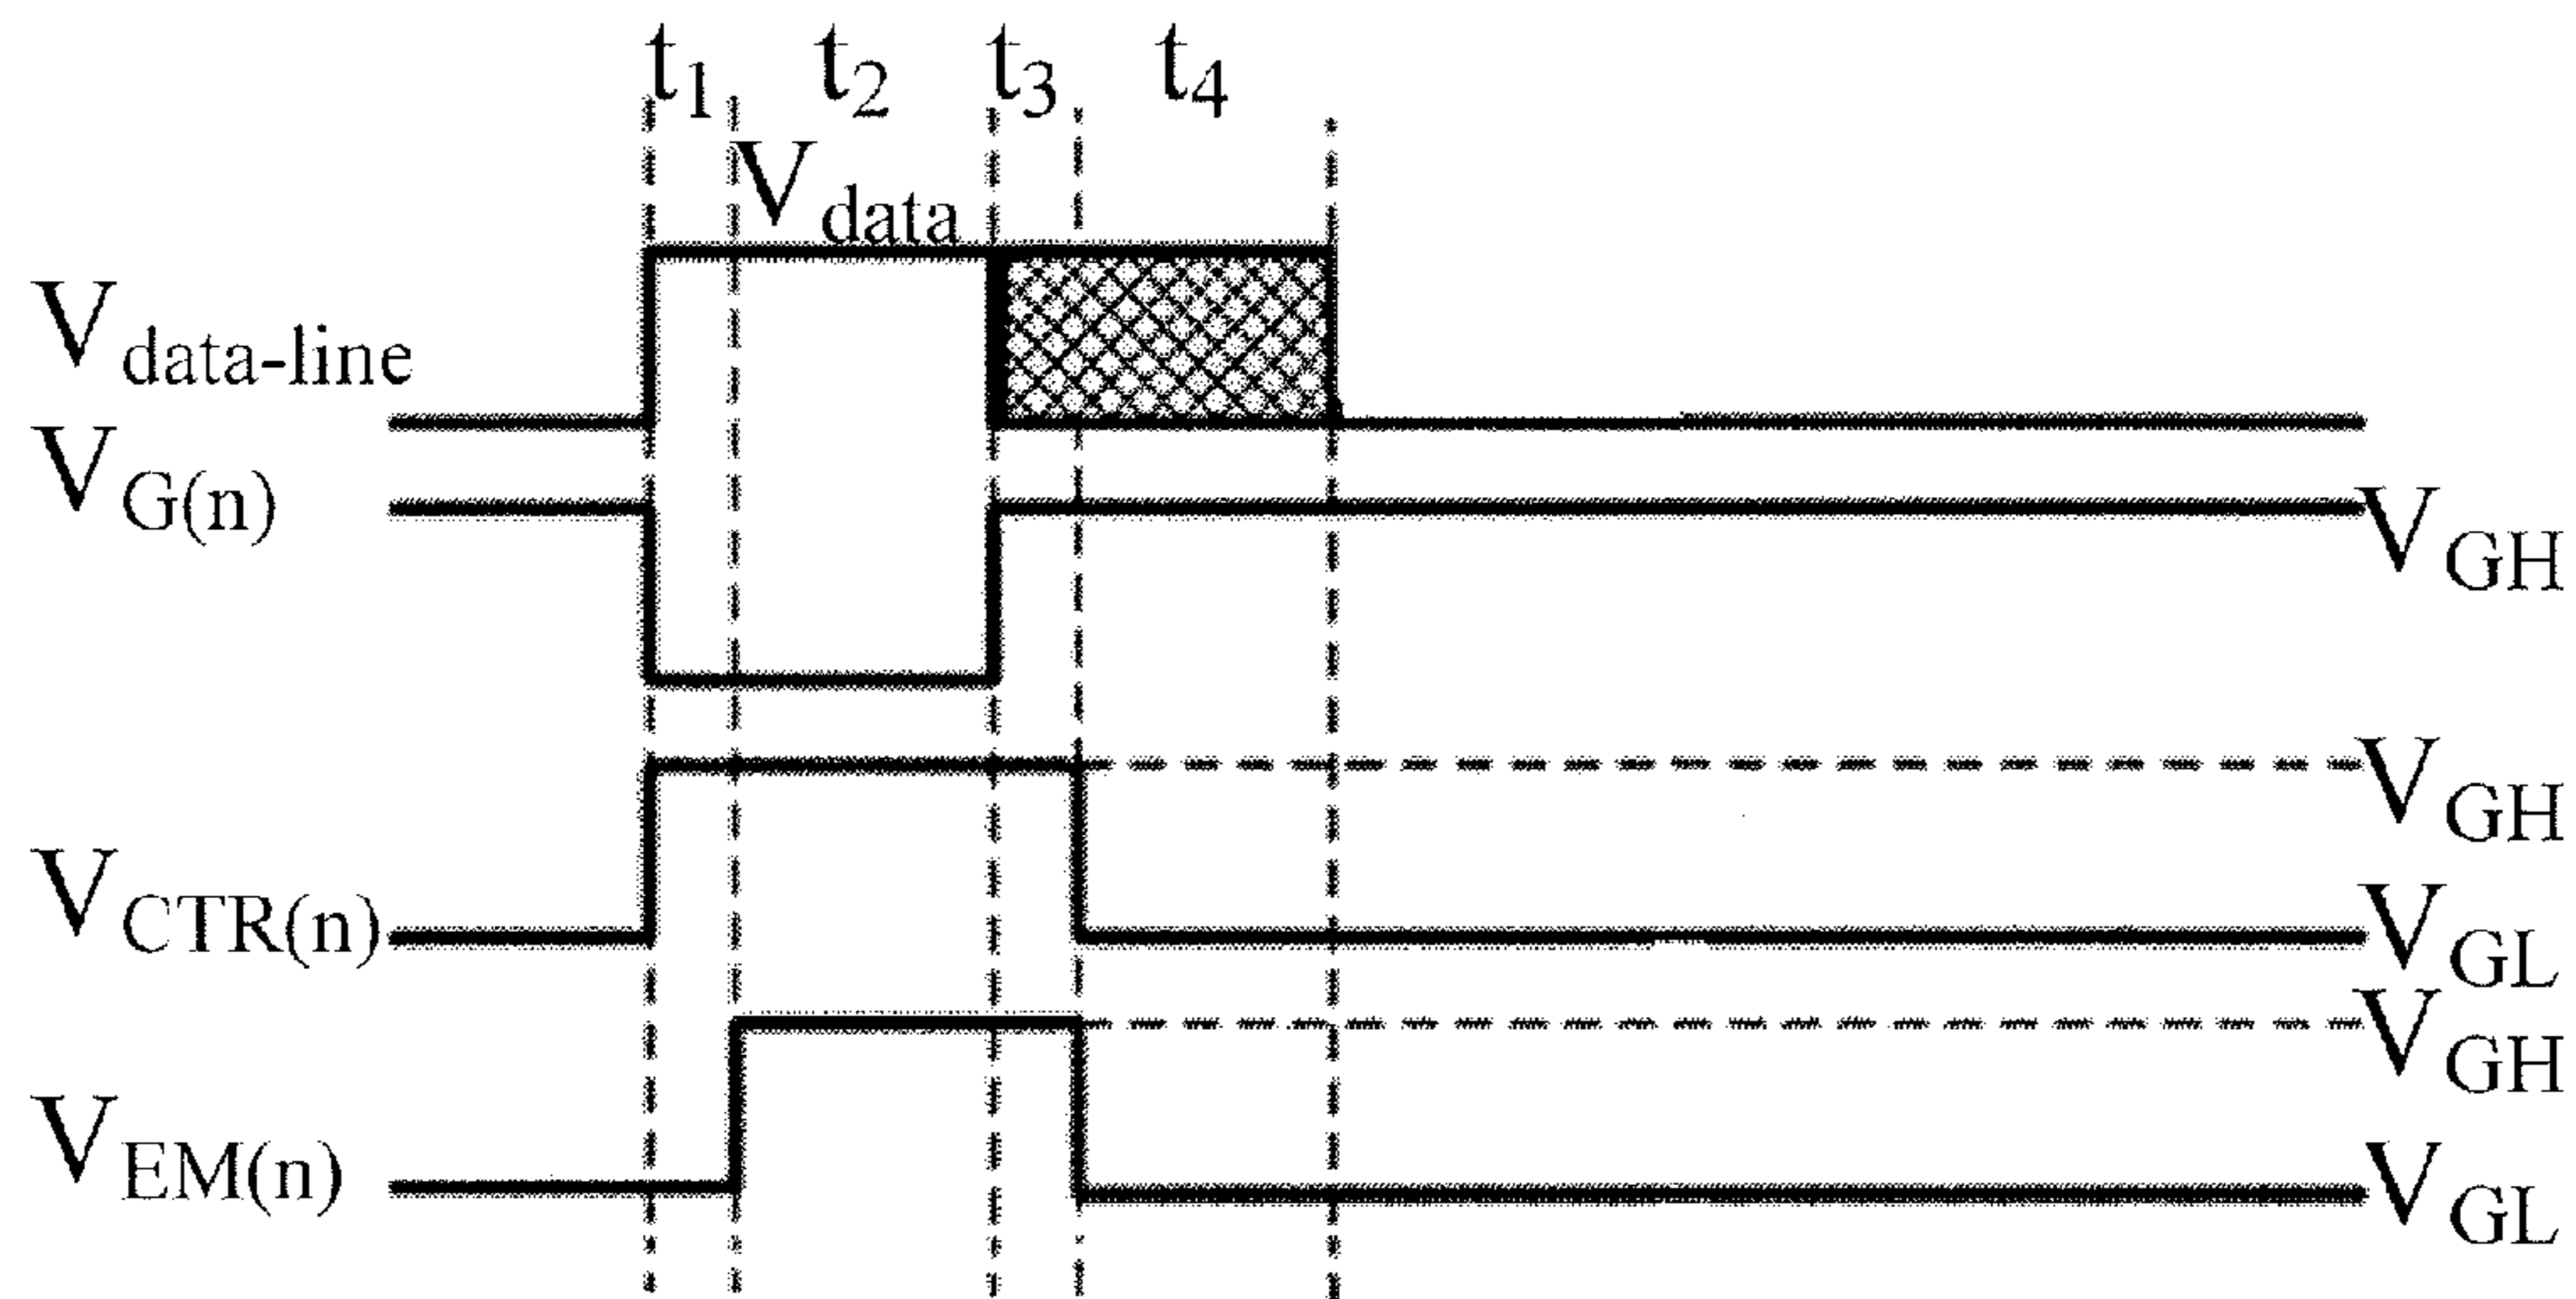 t1 t2 t3 t4
Vdata
Vdata-line
VG(n)
VGH
VGH
VCTR(n)
VGL
VGH
VEM(n)
VGL